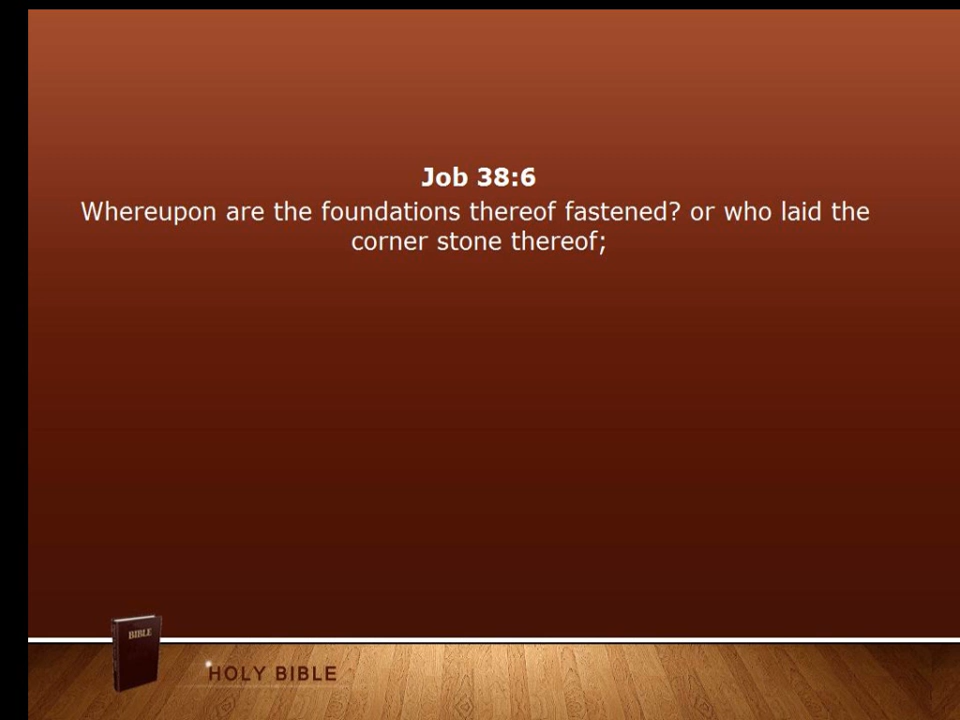 Job 38:6
Whereupon are the foundations thereof fastened? or who laid the
corner stone thereof;
BIBLE
HOLY BIBLE